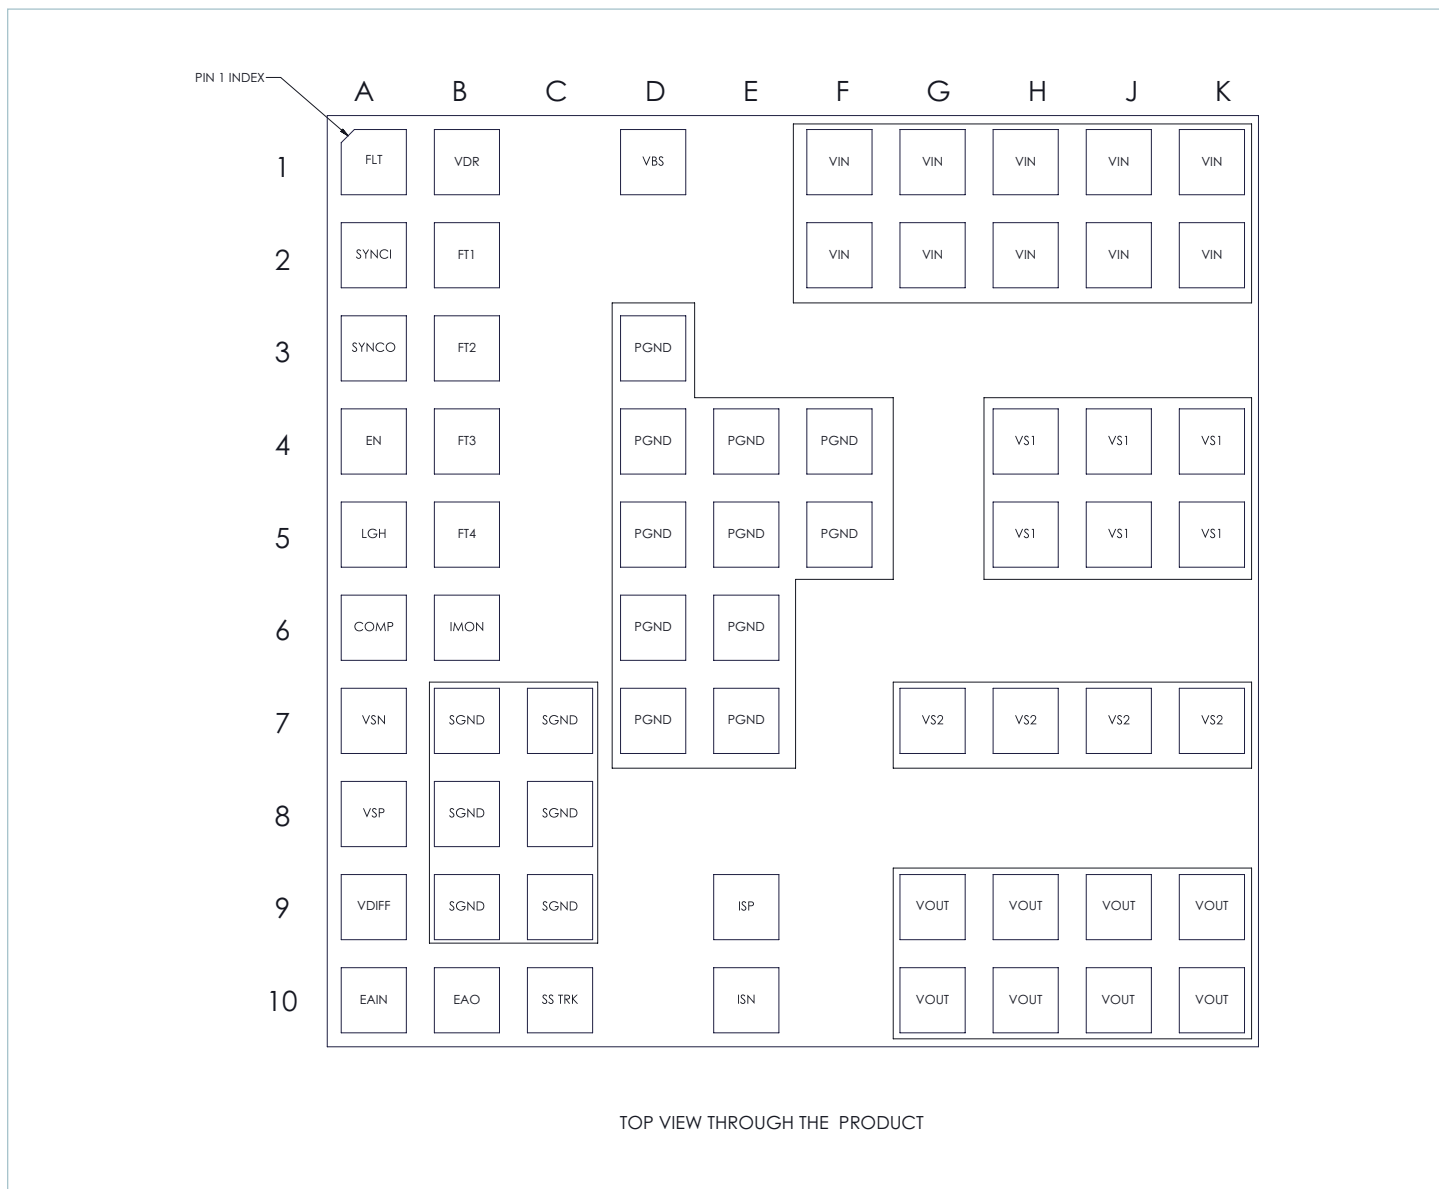 PIN 1 INDEX
A B C D E F G H J K
1 FLT VDR VBS VIN VIN VIN VIN VIN
2 SYNCI FT1 VIN VIN VIN VIN VIN
3 SYNCO FT2 PGND
4 EN FT3 PGND PGND PGND VS1 VS1 VS1
5 LGH FT4 PGND PGND PGND VS1 VS1 VS1
6 COMP IMON PGND PGND
7 VSN SGND SGND PGND PGND VS2 VS2 VS2 VS2
8 VSP SGND SGND
9 VDIFF SGND SGND ISP VOUT VOUT VOUT VOUT
10 EAIN EAO SS TRK ISN VOUT VOUT VOUT VOUT
TOP VIEW THROUGH THE PRODUCT